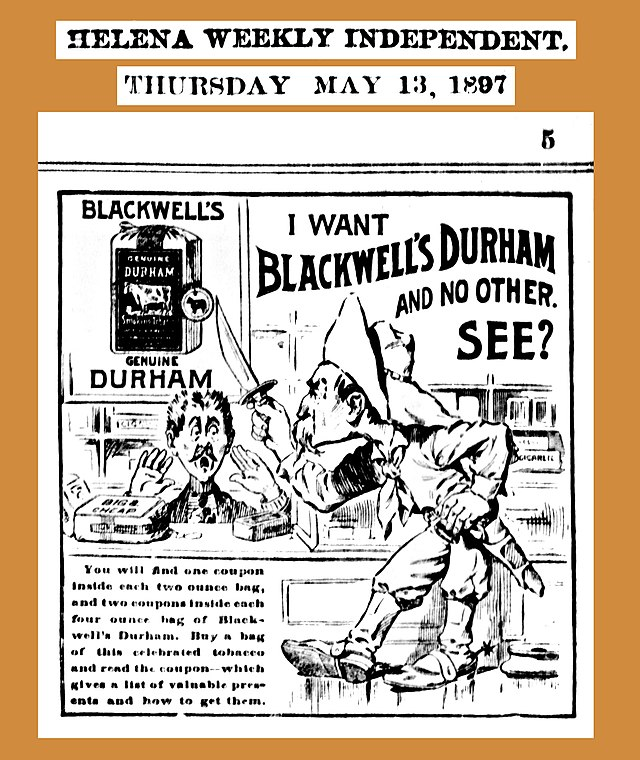 HELENA WEEKLY INDEPENDENT.
THURSDAY MAY 13, 1897
5
BLACKWELL'S
GENUINE
DURHAM
GENUINE
DURHAM
I WANT
BLACKWELL'S DURHAM
AND NO OTHER.
SEE?
BIG &
CHEAP
You will find one coupon
inside each two ounce bag,
and two coupons inside each
four ounce bag of Black-
well's Durham. Buy a bag
of this celebrated tobacco
and read the coupon--which
gives a list of valuable pres-
ents and how to get them.